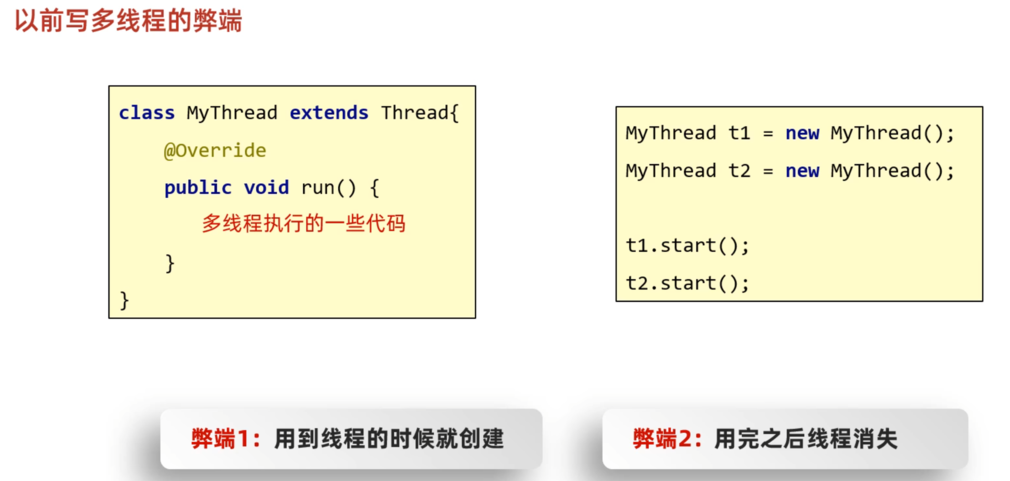 以前写多线程的弊端
class MyThread extends Thread{
@Override
public void run() {
多线程执行的一些代码
}
}
MyThread t1 = new MyThread();
MyThread t2 = new MyThread();
t1.start();
t2.start();
弊端1：用到线程的时候就创建
弊端2：用完之后线程消失